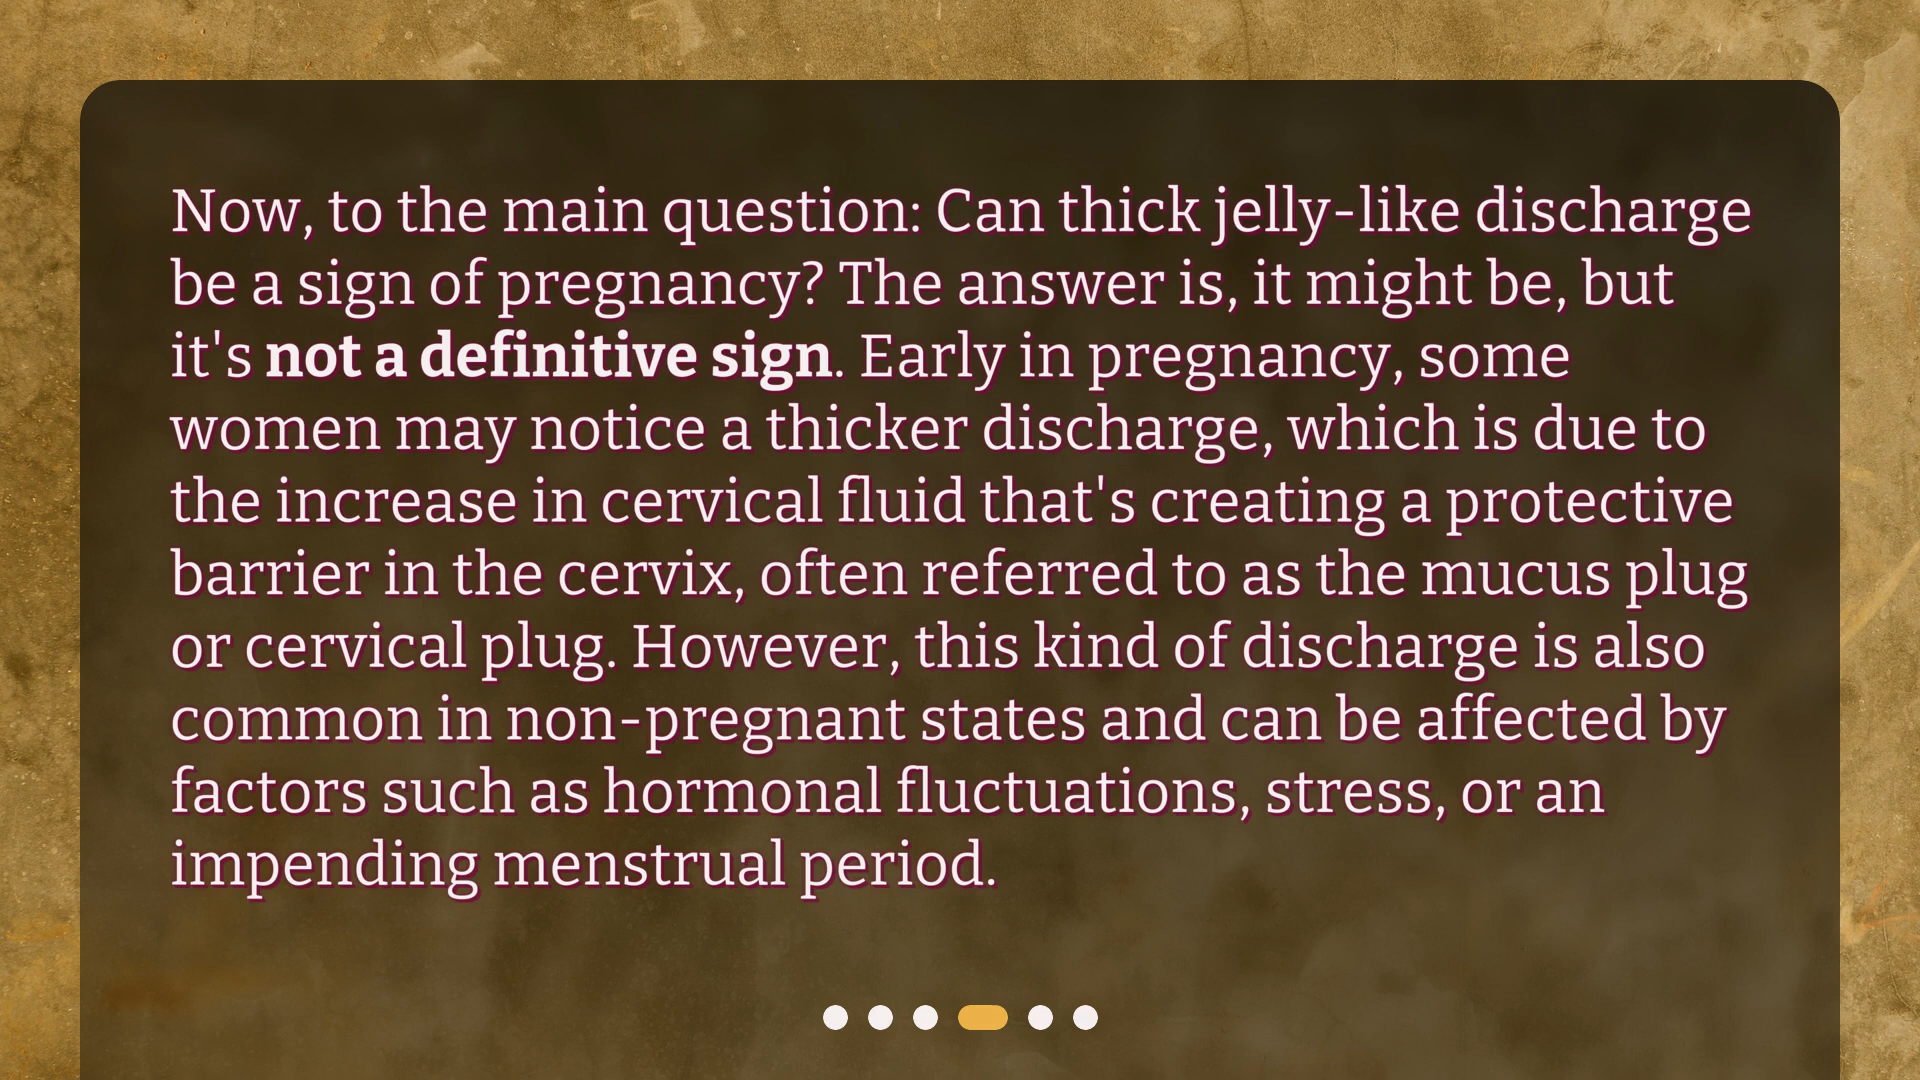 Now, to the main question: Can thick jelly-like discharge
be a sign of pregnancy? The answer is, it might be, but
it's not a definitive sign. Early in pregnancy, some
women may notice a thicker discharge, which is due to
the increase in cervical fluid that's creating a protective
barrier in the cervix, often referred to as the mucus plug
or cervical plug. However, this kind of discharge is also
common in non-pregnant states and can be affected by
factors such as hormonal fluctuations, stress, or an
impending menstrual period.